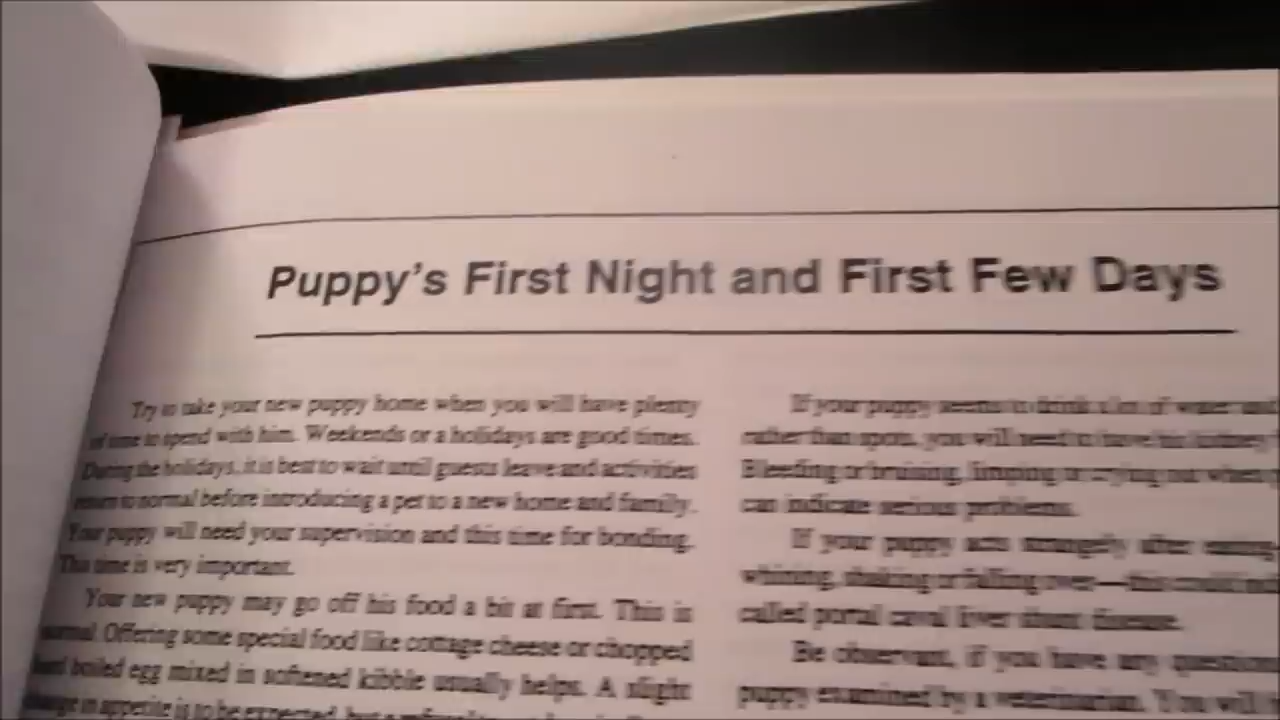 Puppy's First Night and First Few Days
Try to take your new puppy home when you will have plenty
of time to spend with him. Weekends or a holidays are good times.
During the holidays, it is best to wait until guests leave and activities
return to normal before introducing a pet to a new home and family.
Your puppy will need your supervision and this time for bonding.
This time is very important.
Your new puppy may go off his food a bit at first. This is
normal. Offering some special food like cottage cheese or chopped
hard boiled egg mixed in softened kibble usually helps. A slight
change in appetite is to be expected, but a
If your puppy seems to drink a lot of water and
rather than spots, you will need to have his kidney
Bleeding or bruising, limping or crying out when
can indicate serious problems.
If your puppy acts strangely after eating,
whining, shaking or falling over—this could
called portal caval liver shunt disease.
Be observant, if you have any
puppy examined by a veterinarian. You will